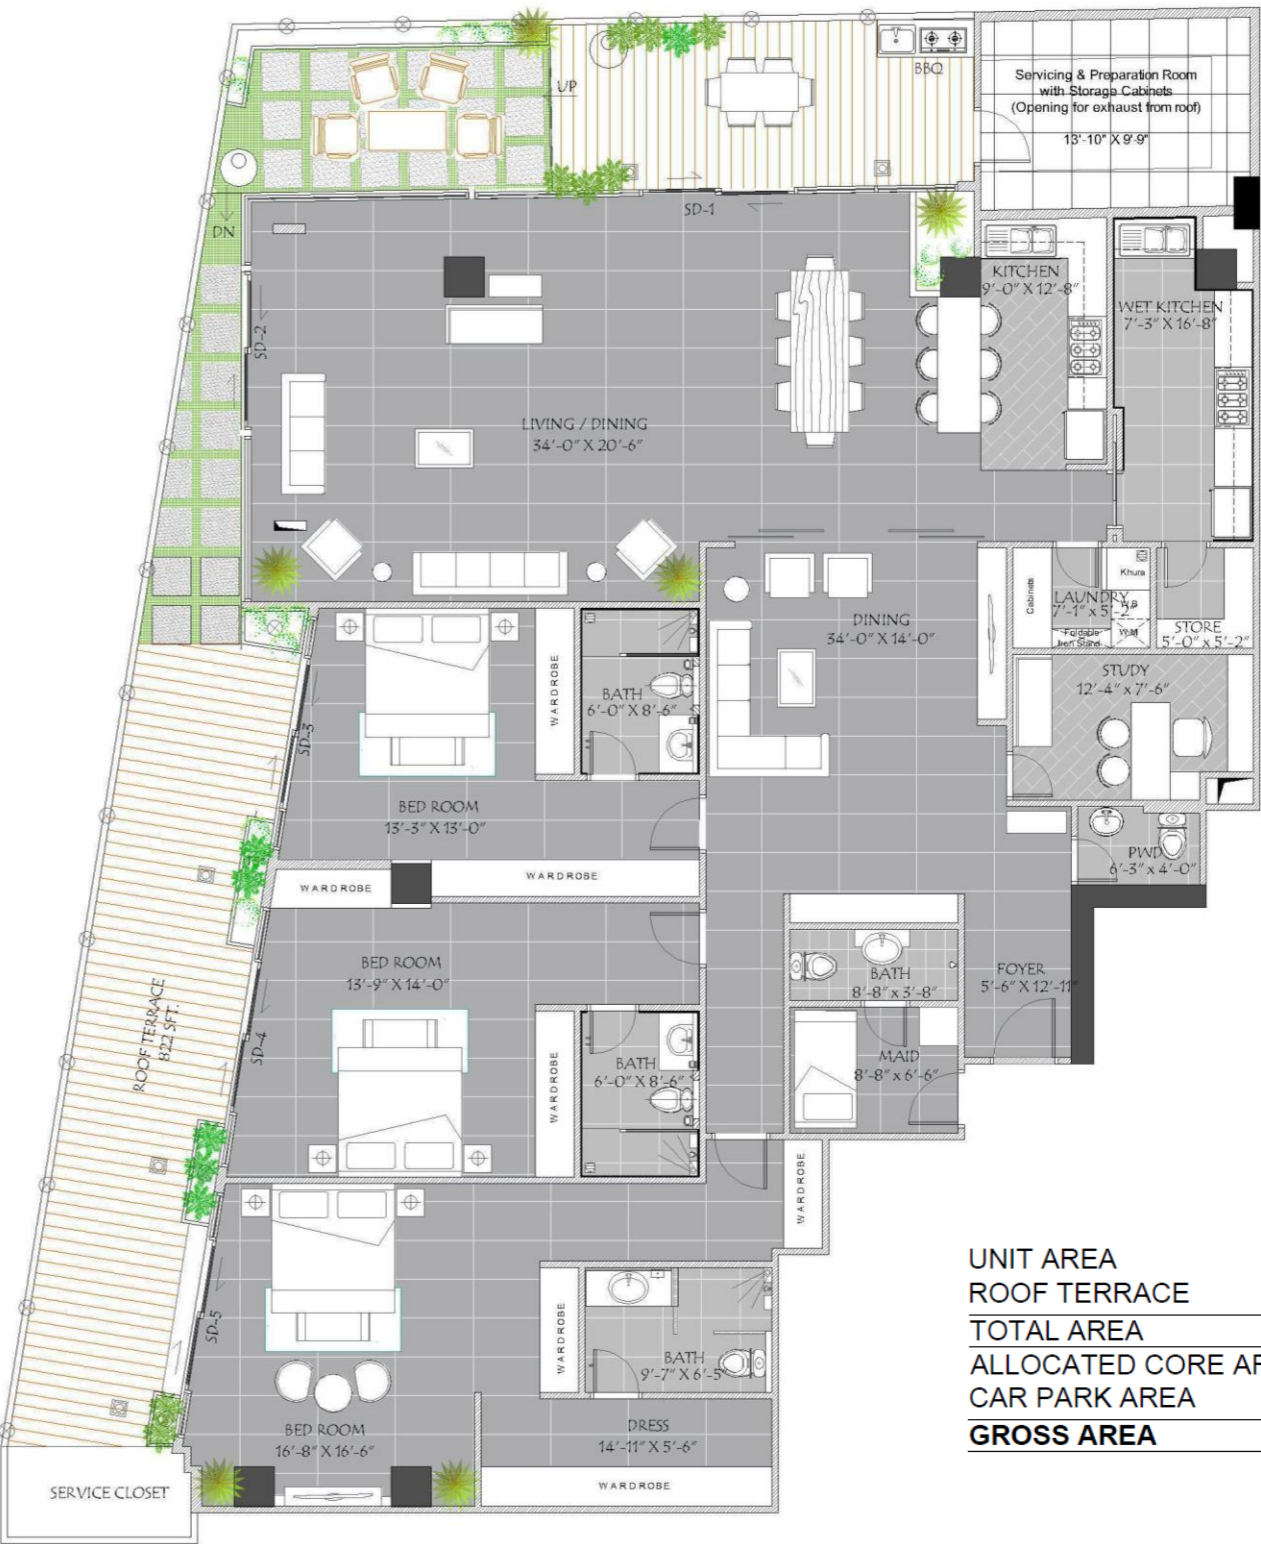 BBQ
Servicing & Preparation Room
with Storage Cabinets
(Opening for exhaust from roof)
13'-10" X 9'-9"
UP
SD-1
DN
KITCHEN
9'-0" X 12'-8"
WET KITCHEN
7'-3" X 16'-8"
SD-2
LIVING / DINING
34'-0" X 20'-6"
Cabinets
Khura
LAUNDRY
7'-1" x 5'-2"
Foldable
Iron Stand
W.M
STORE
5'-0" x 5'-2"
DINING
34'-0" X 14'-0"
STUDY
12'-4" x 7'-6"
WARDROBE
BATH
6'-0" X 8'-6"
SD-3
BED ROOM
13'-3" X 13'-0"
PWD
6'-3" x 4'-0"
WARDROBE
WARDROBE
BED ROOM
13'-9" X 14'-0"
BATH
8'-8" x 3'-8"
FOYER
5'-6" X 12'-11"
ROOF TERRACE
822 SFT.
SD-4
WARDROBE
BATH
6'-0" X 8'-6"
MAID
8'-8" x 6'-6"
WARDROBE
SD-5
WARDROBE
BATH
9'-7" X 6'-5"
BED ROOM
16'-8" X 16'-6"
DRESS
14'-11" X 5'-6"
WARDROBE
SERVICE CLOSET
UNIT AREA
ROOF TERRACE
TOTAL AREA
ALLOCATED CORE
CAR PARK AREA
GROSS AREA